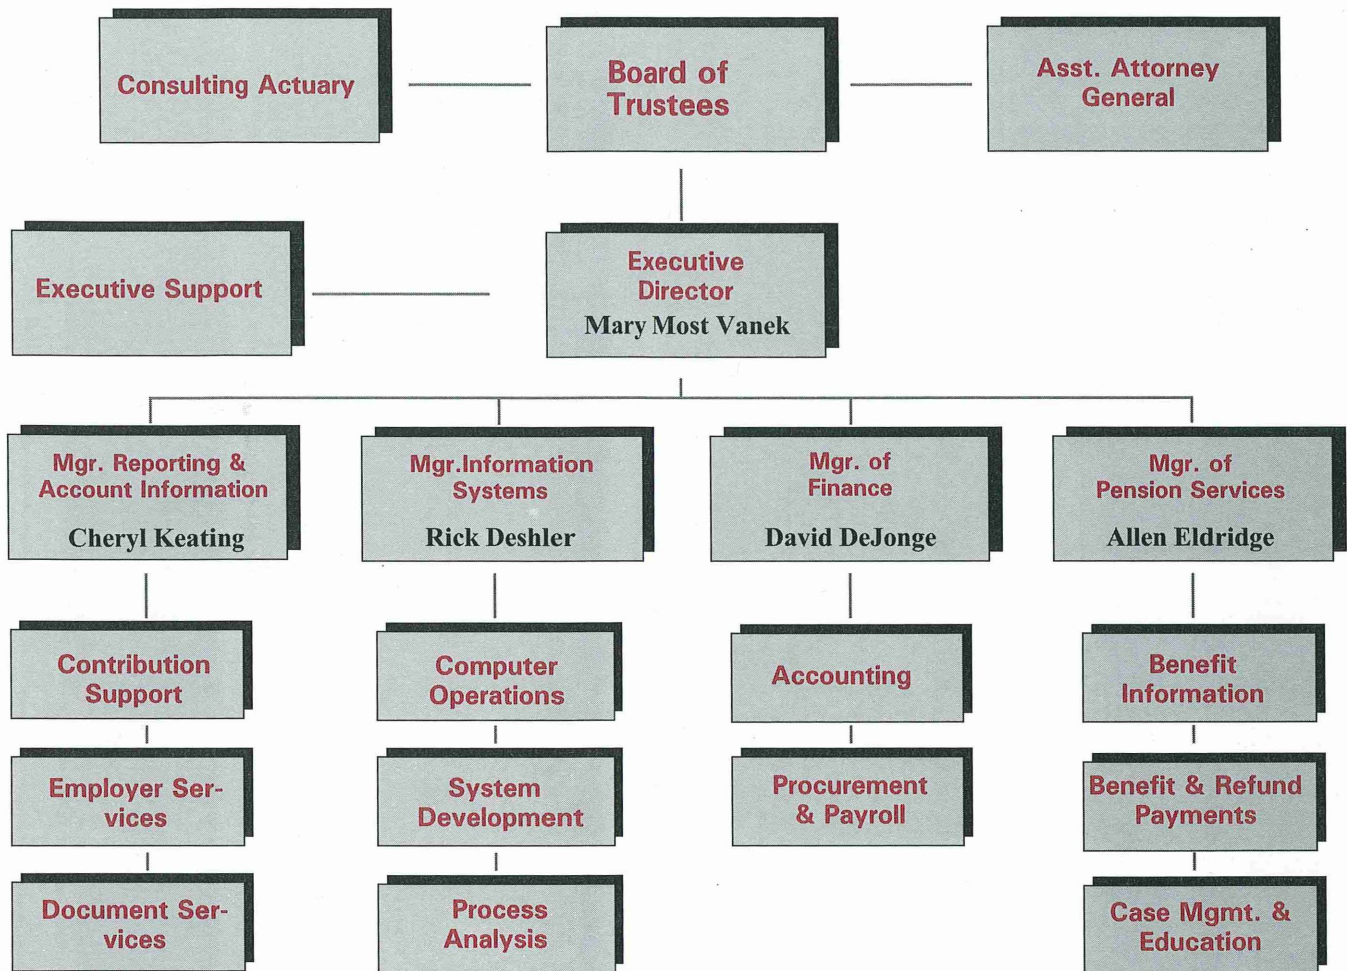 Consulting Actuary
Board of
Trustees
Asst. Attorney
General
Executive Support
Executive
Director
Mary Most Vanek
Mgr. Reporting &
Account Information
Cheryl Keating
Mgr.Information
Systems
Rick Deshler
Mgr. of
Finance
David DeJonge
Mgr. of
Pension Services
Allen Eldridge
Contribution
Support
Computer
Operations
Accounting
Benefit
Information
Employer Ser-
vices
System
Development
Procurement
& Payroll
Benefit & Refund
Payments
Document Ser-
vices
Process
Analysis
Case Mgmt. &
Education